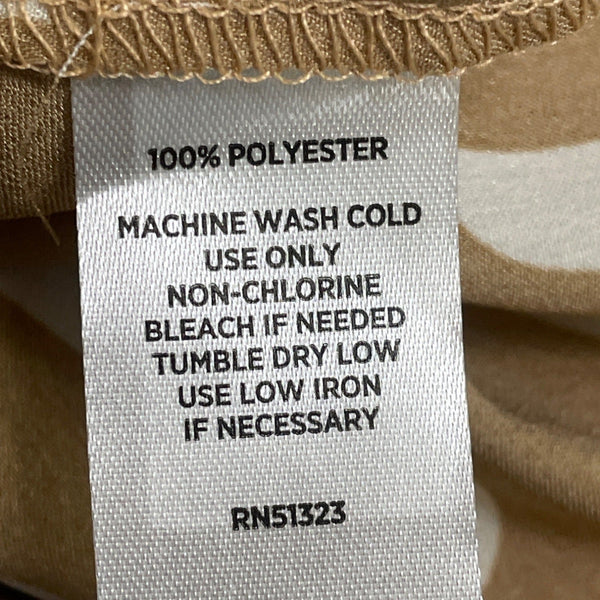 100% POLYESTER
MACHINE WASH COLD
USE ONLY
NON-CHLORINE
BLEACH IF NEEDED
TUMBLE DRY LOW
USE LOW IRON
IF NECESSARY
RN51323